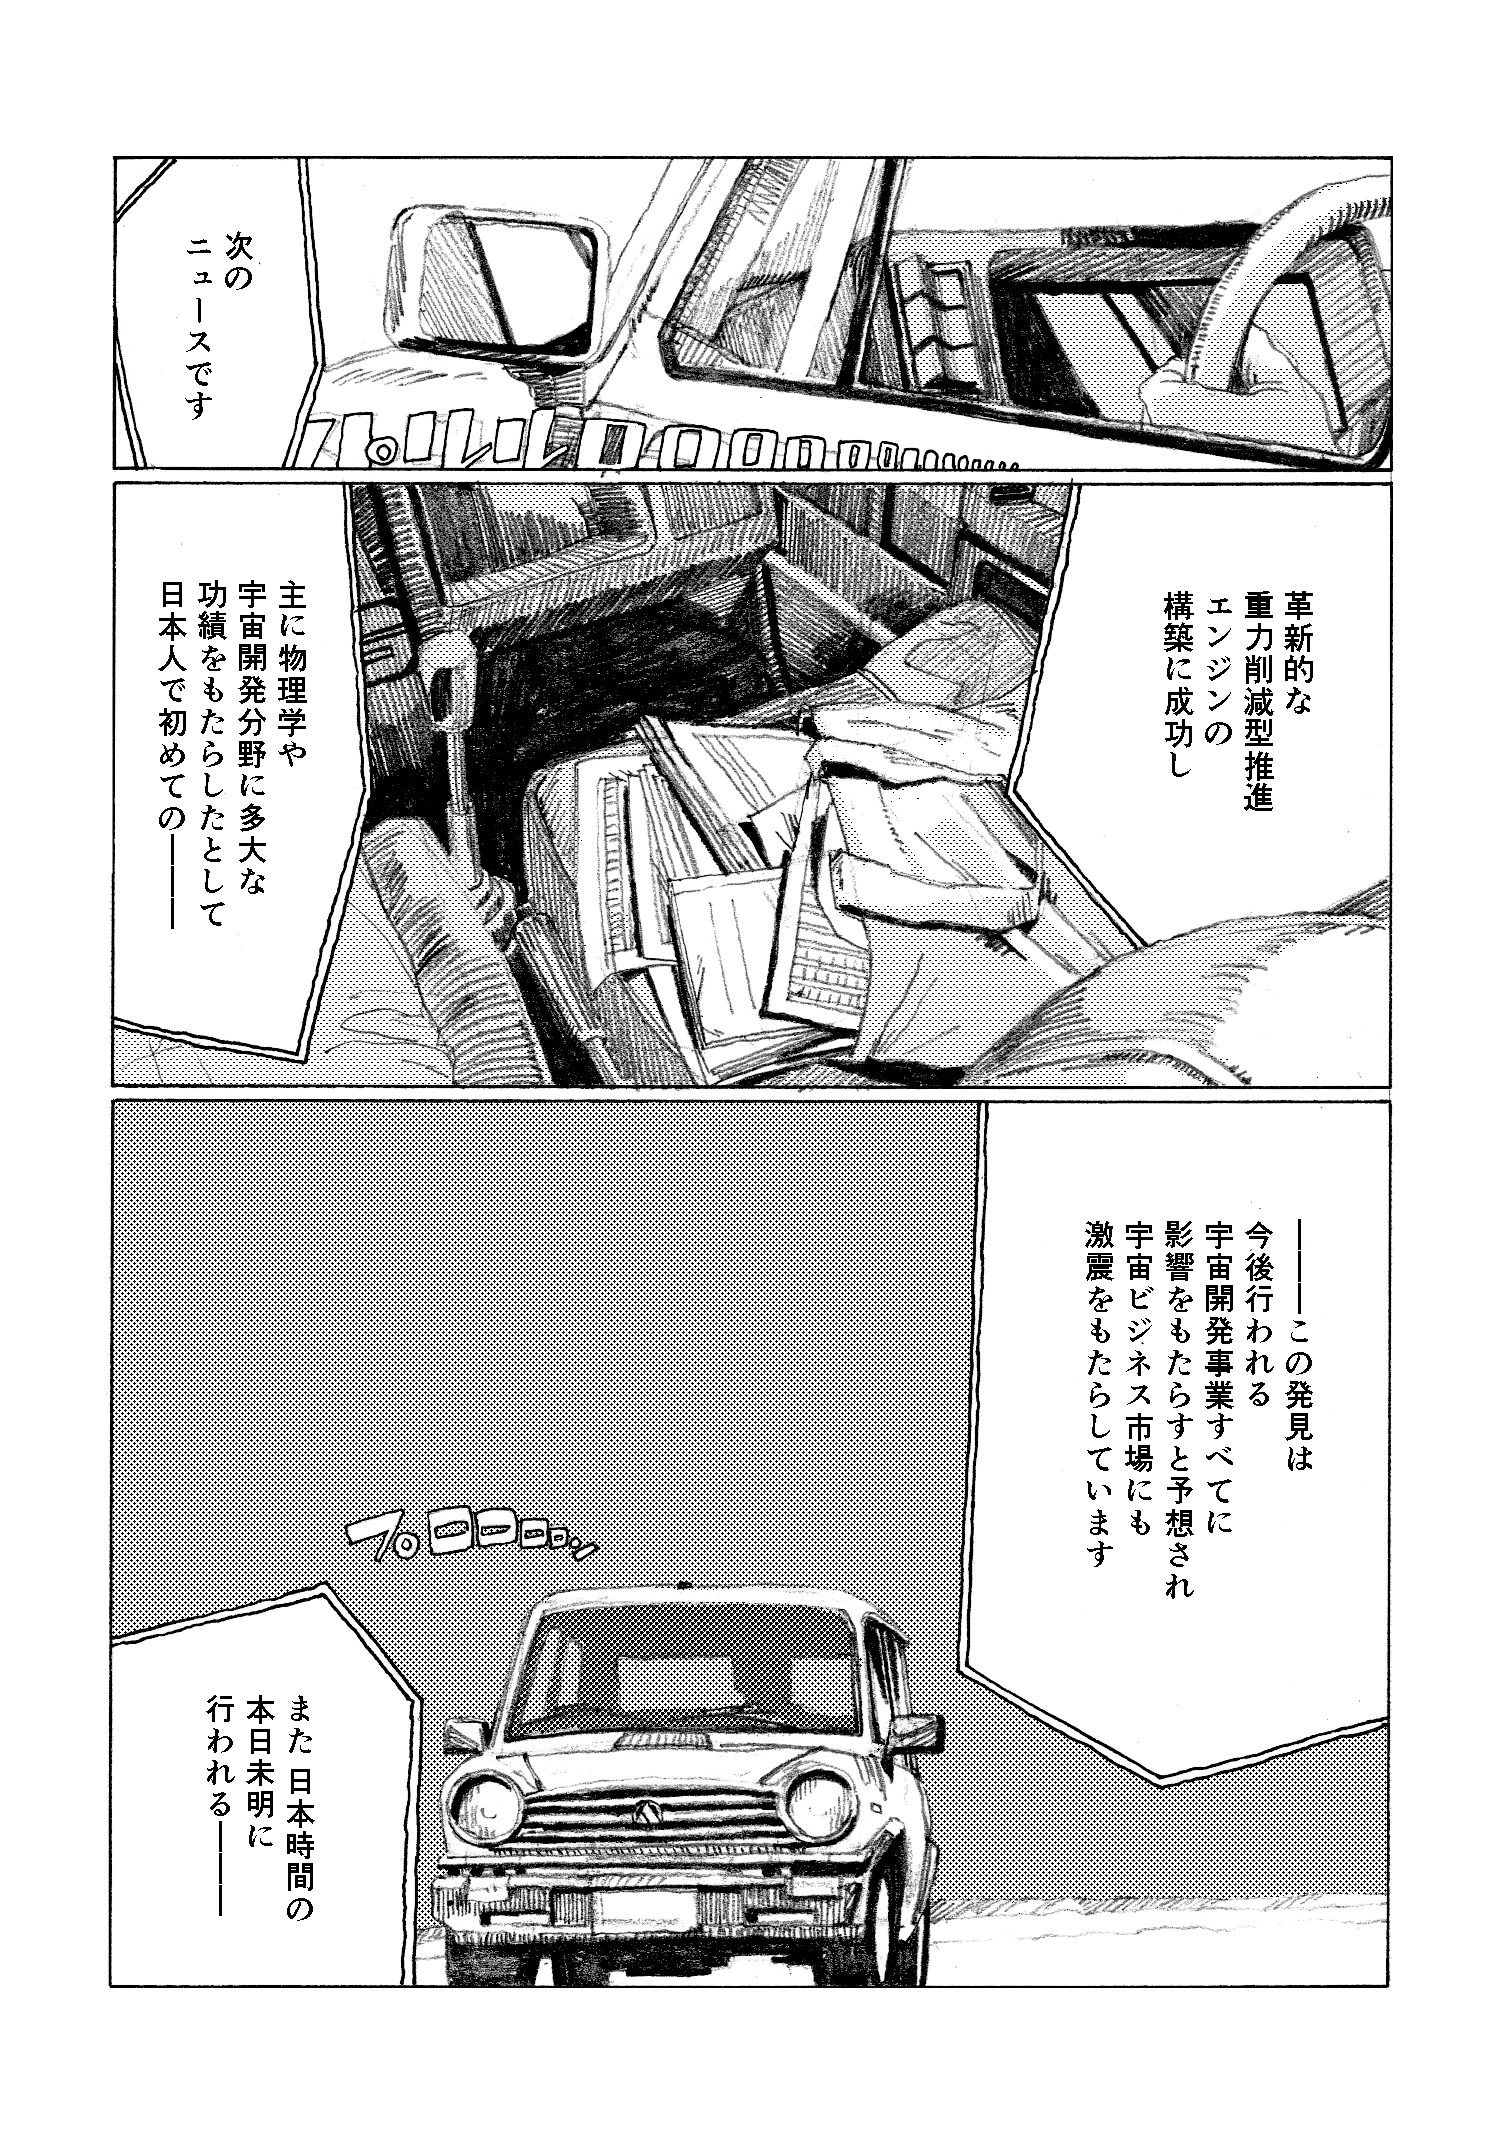 次の
ニュースです
プルルルロロロロロロ
革新的な
重力削減型推進
エンジンの
構築に成功し
主に物理学や
宇宙開発分野に多大な
功績をもたらしたとして
日本人で初めての―――
―――この発見は
今後行われる
宇宙開発事業すべてに
影響をもたらすと予想され
宇宙ビジネス市場にも
激震をもたらしています
プロロロロン
また日本時間の
本日未明に
行われる―――